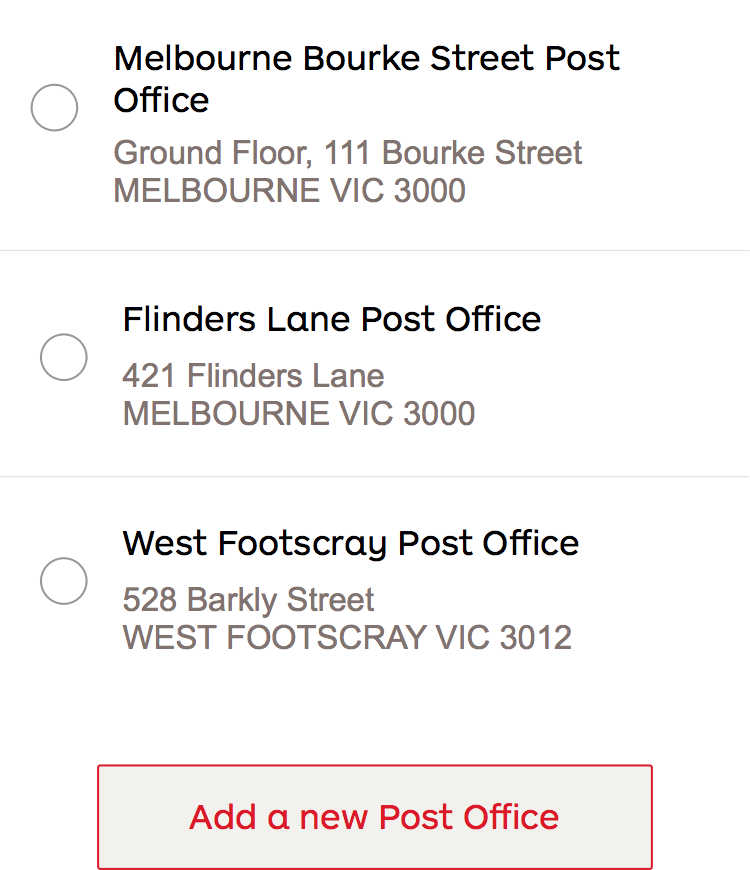 Melbourne Bourke Street Post
Office
Ground Floor, 111 Bourke Street
MELBOURNE VIC 3000
Flinders Lane Post Office
421 Flinders Lane
MELBOURNE VIC 3000
West Footscray Post Office
528 Barkly Street
WEST FOOTSCRAY VIC 3012
Add a new Post Office